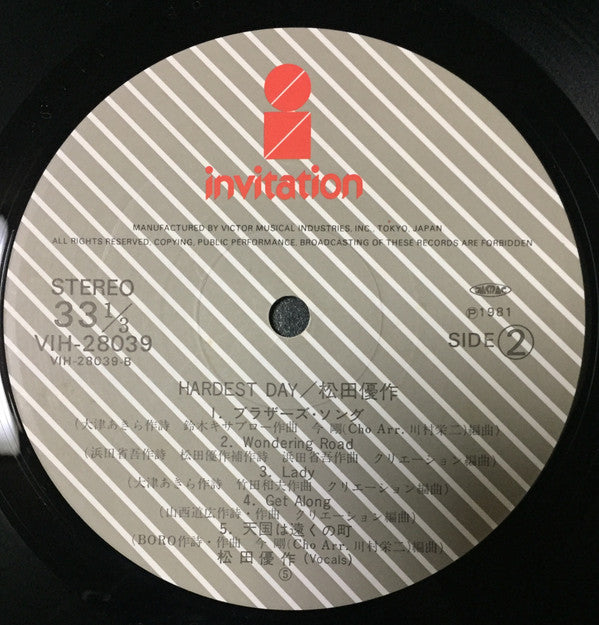 invitation
MANUFACTURED BY VICTOR MUSICAL INDUSTRIES, INC., TOKYO, JAPAN
ALL RIGHTS RESERVED, COPYING, PUBLIC PERFORMANCE, BROADCASTING OF THESE RECORDS ARE FORBIDDEN
STEREO
33 1/3
VIH-28039
VIH-28039-B
Ⓟ1981
SIDE ②
HARDEST DAY/松田優作
1. ブラザーズ・ソング
(大津あきら作詩 鈴木キサブロー作曲 今 剛(Cho Arr. 川村栄二)編曲)
2. Wondering Road
(浜田省吾作詩 松田優作補作詩 浜田省吾作曲 クリエーション編曲)
3. Lady
(大津あきら作詩 竹田和夫作曲 クリエーション編曲)
4. Get Along
(山西道広作詩・作曲 クリエーション編曲)
5. 天国は遠くの町
(BORO作詩・作曲 今 剛(Cho Arr. 川村栄二)編曲)
松田優作(Vocals)
⑤